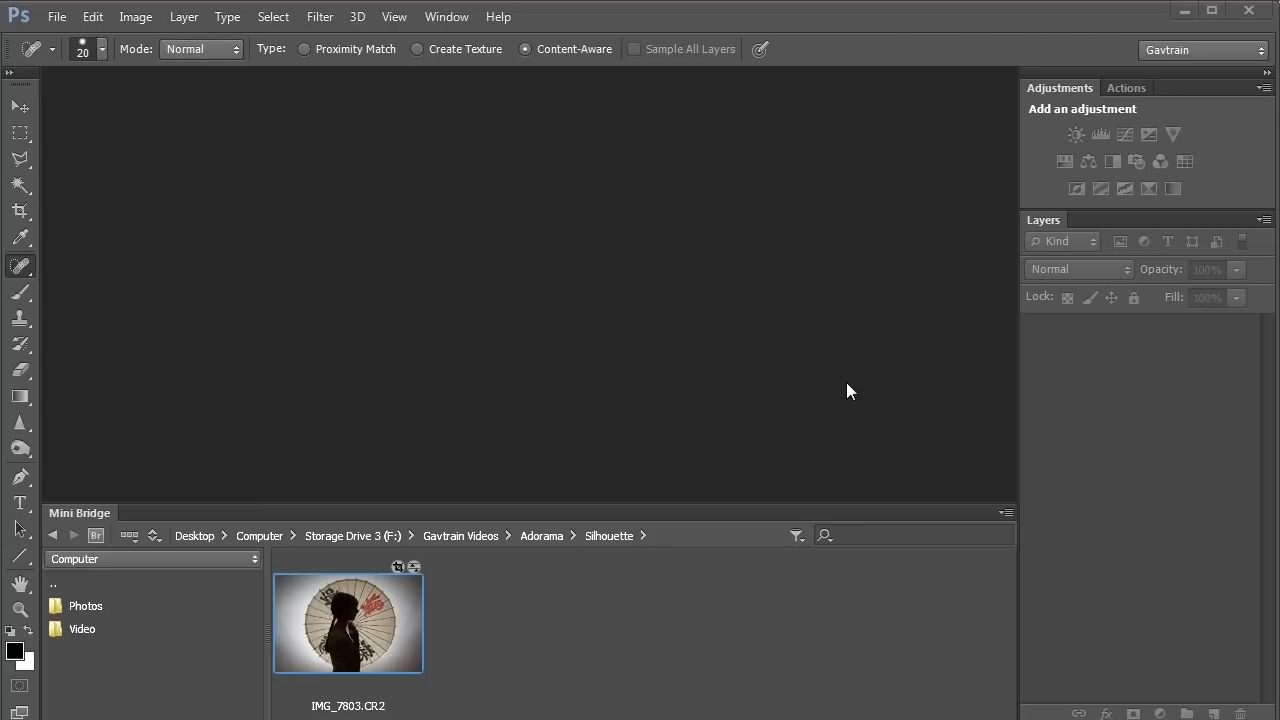 Ps File Edit Image Layer Type Select Filter 3D View Window Help
20 Mode: Normal Type: Proximity Match Create Texture Content-Aware Sample All Layers Gavtrain
Adjustments Actions
Add an adjustment
Layers
Kind
Normal Opacity: 100%
Lock: Fill: 100%
Mini Bridge
Br Desktop Computer Storage Drive 3 (F:) Gavtrain Videos Adorama Silhouette
Computer
..
Photos
Video
IMG_7803.CR2